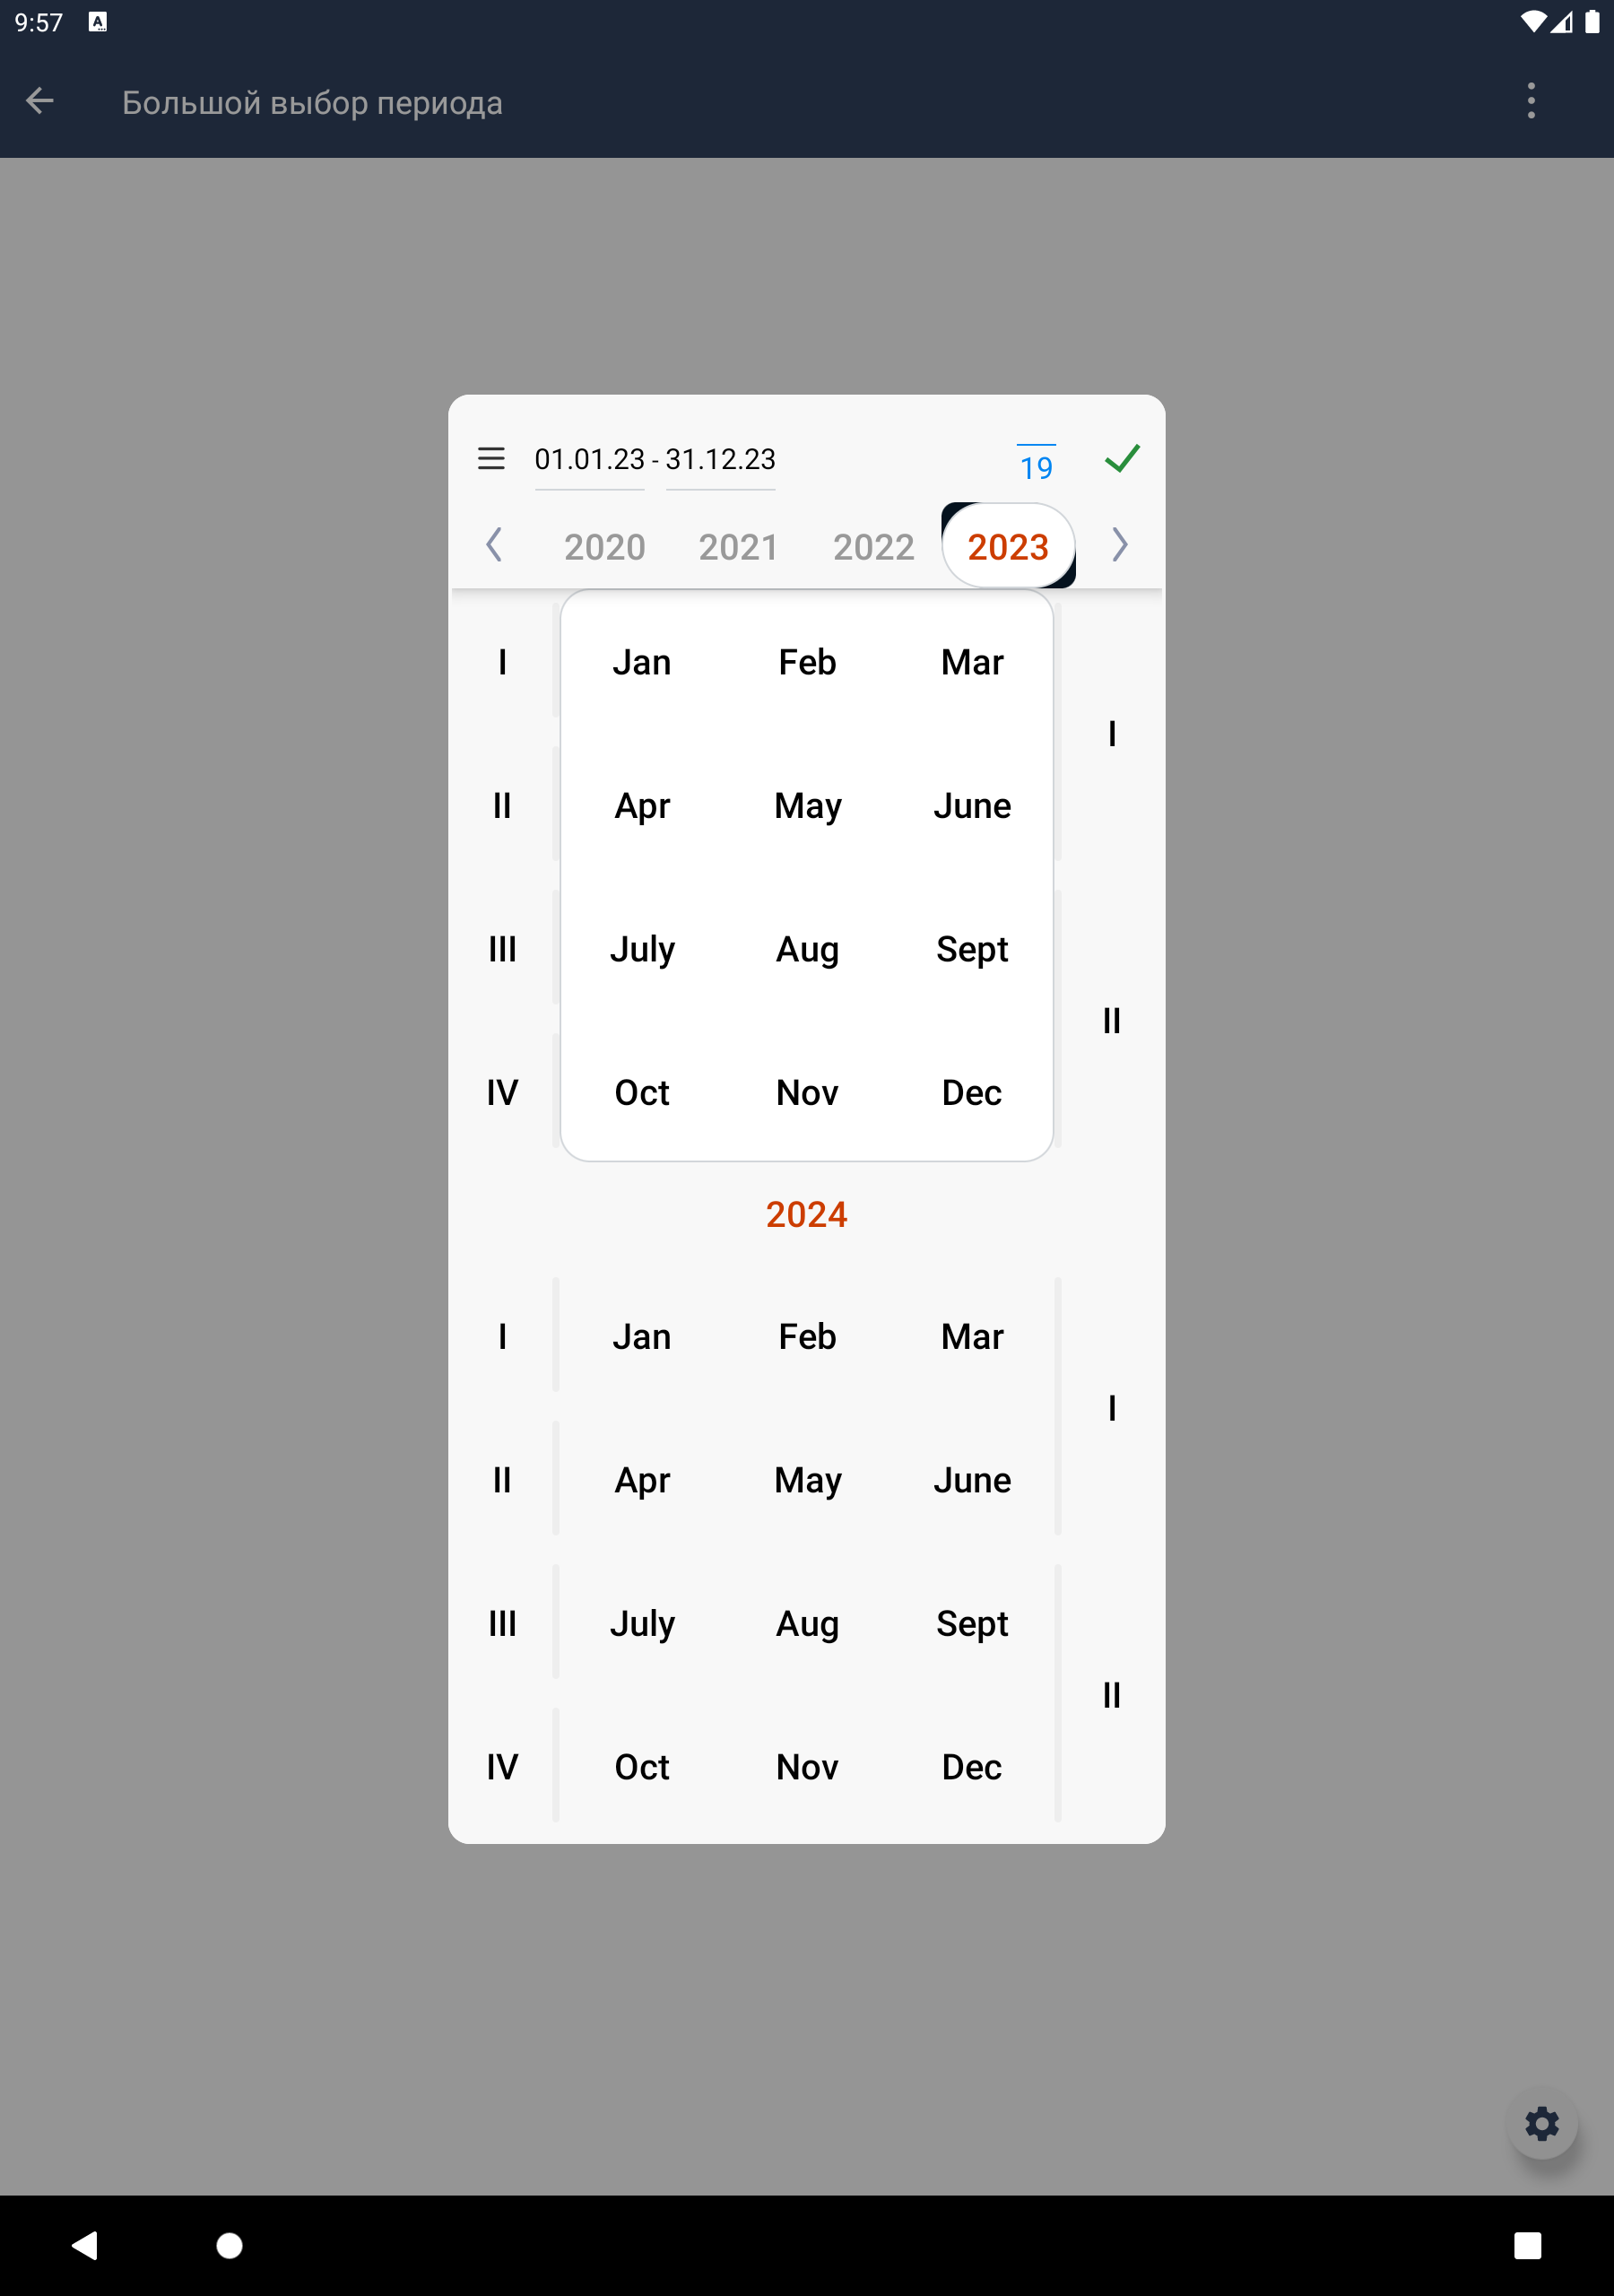 9:57
Большой выбор периода
01.01.23 - 31.12.23 19
2020 2021 2022 2023
I Jan Feb Mar
I
II Apr May June
III July Aug Sept
II
IV Oct Nov Dec
2024
I Jan Feb Mar
I
II Apr May June
III July Aug Sept
II
IV Oct Nov Dec